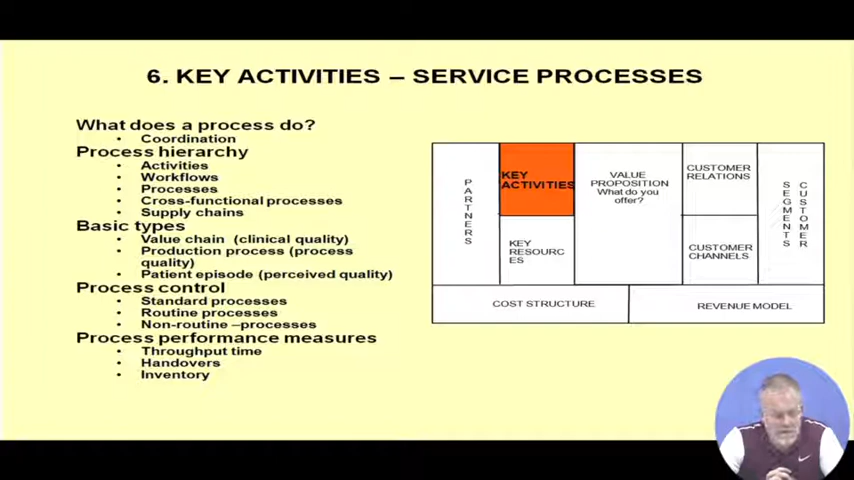 6. KEY ACTIVITIES – SERVICE PROCESSES
What does a process do?
• Coordination
Process hierarchy
• Activities
• Workflows
• Processes
• Cross-functional processes
• Supply chains
Basic types
• Value chain (clinical quality)
• Production process (process
quality)
• Patient episode (perceived quality)
Process control
• Standard processes
• Routine processes
• Non-routine –processes
Process performance measures
• Throughput time
• Handovers
• Inventory
PARTNERS
KEY
ACTIVITIES
KEY
RESOURC
ES
VALUE
PROPOSITION
What do you
offer?
CUSTOMER
RELATIONS
CUSTOMER
CHANNELS
SEGMENTS
CUSTOMER
COST STRUCTURE
REVENUE MODEL